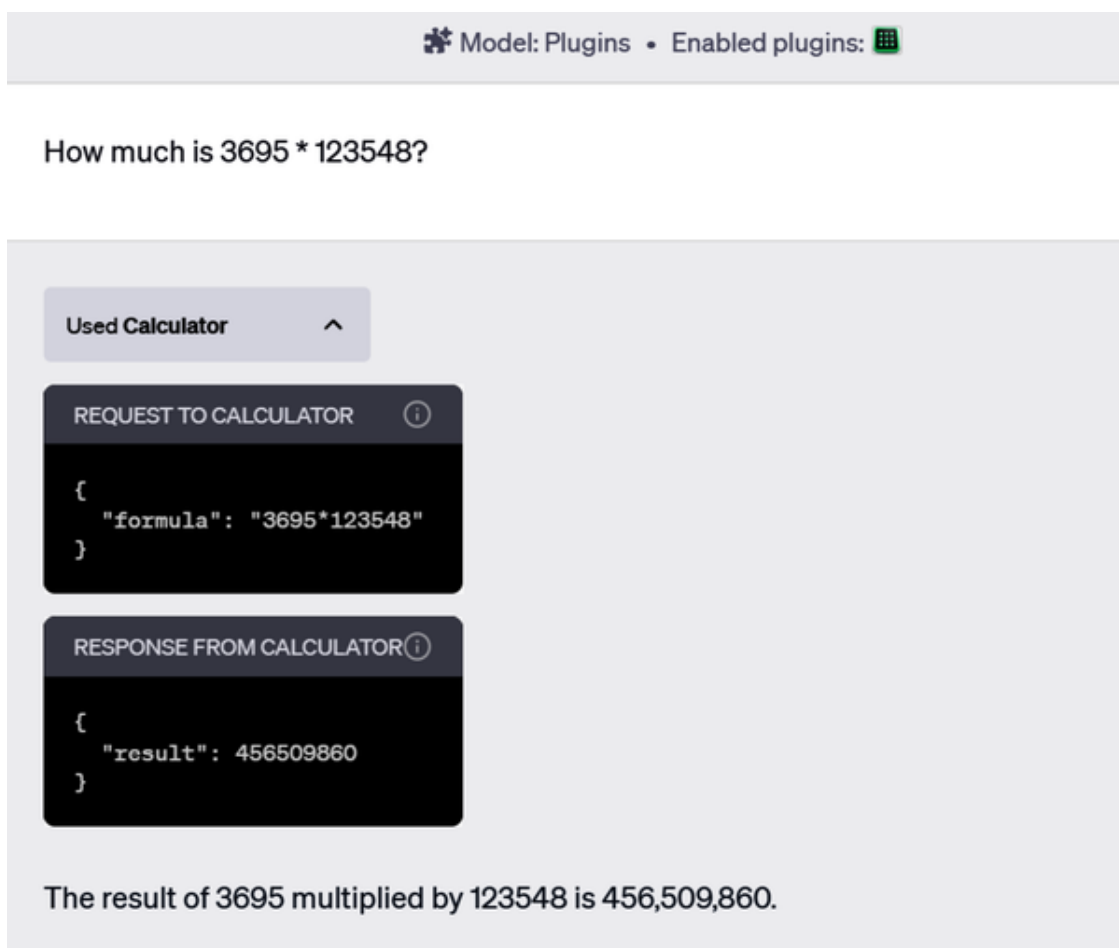 Model: Plugins • Enabled plugins:
How much is 3695 * 123548?
Used Calculator
REQUEST TO CALCULATOR
{
"formula": "3695*123548"
}
RESPONSE FROM CALCULATOR
{
"result": 456509860
}
The result of 3695 multiplied by 123548 is 456,509,860.